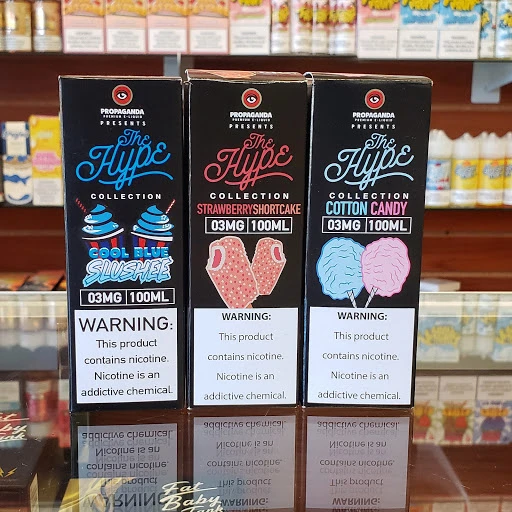 PROPAGANDA
PREMIUM E-LIQUID
PRESENTS
The
Hype
COLLECTION
COOL BLUE
SLUSHEE
03MG 100ML
WARNING:
This product
contains nicotine.
Nicotine is an
addictive chemical.
PROPAGANDA
PREMIUM E-LIQUID
PRESENTS
The
Hype
COLLECTION
STRAWBERRYSHORTCAKE
03MG 100ML
WARNING:
This product
contains nicotine.
Nicotine is an
addictive chemical.
PROPAGANDA
PREMIUM E-LIQUID
PRESENTS
The
Hype
COLLECTION
COTTON CANDY
03MG 100ML
WARNING:
This product
contains nicotine.
Nicotine is an
addictive chemical.
Fat
Baby